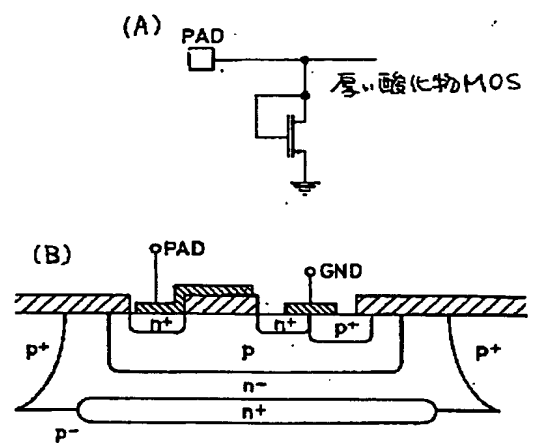 (A)
PAD
厚い酸化物MOS
(B)
PAD
GND
n+
n+
p+
p+
p
p+
n-
n+
p-